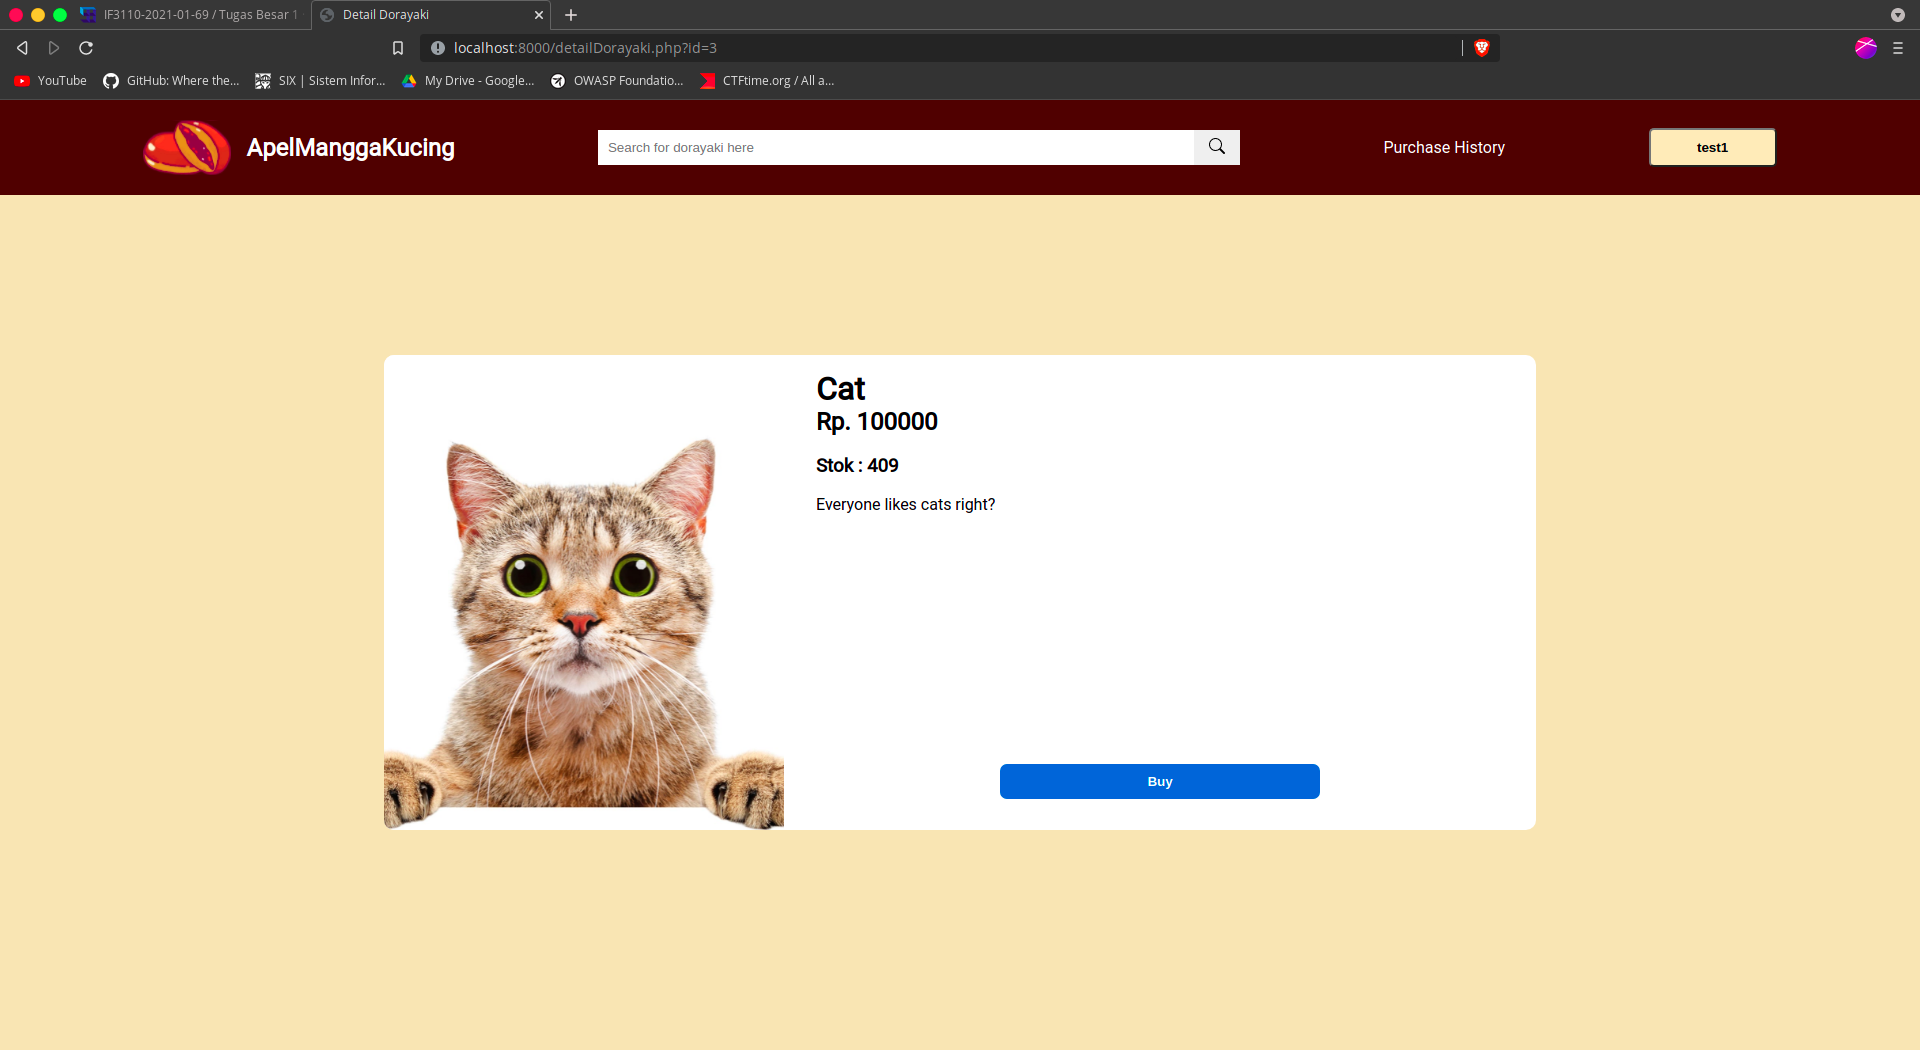 IF3110-2021-01-69 / Tugas Besar 1
Detail Dorayaki
localhost:8000/detailDorayaki.php?id=3
YouTube
GitHub: Where the...
SIX | Sistem Infor...
My Drive - Google...
OWASP Foundatio...
CTFtime.org / All a...
ApelManggaKucing
Search for dorayaki here
Purchase History
test1
Cat
Rp. 100000
Stok : 409
Everyone likes cats right?
Buy